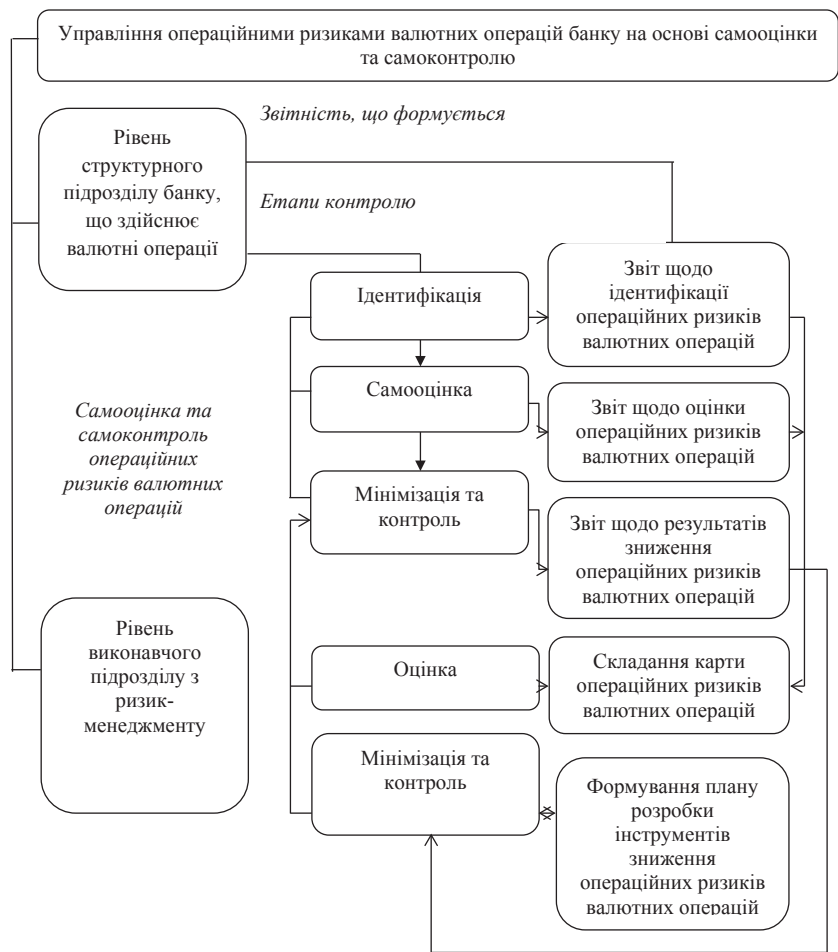 Управління операційними ризиками валютних операцій банку на основі самооцінки
та самоконтролю
Звітність, що формується
Рівень
структурного
підрозділу банку,
що здійснює
валютні операції
Етапи контролю
Ідентифікація
Звіт щодо
ідентифікації
операційних ризиків
валютних операцій
Самооцінка
Звіт щодо оцінки
операційних ризиків
валютних операцій
Самооцінка та
самоконтроль
операційних
ризиків валютних
операцій
Мінімізація та
контроль
Звіт щодо результатів
зниження
операційних ризиків
валютних операцій
Рівень
виконавчого
підрозділу з
ризик-
менеджменту
Оцінка
Складання карти
операційних ризиків
валютних операцій
Мінімізація та
контроль
Формування плану
розробки
інструментів
зниження
операційних ризиків
валютних операцій